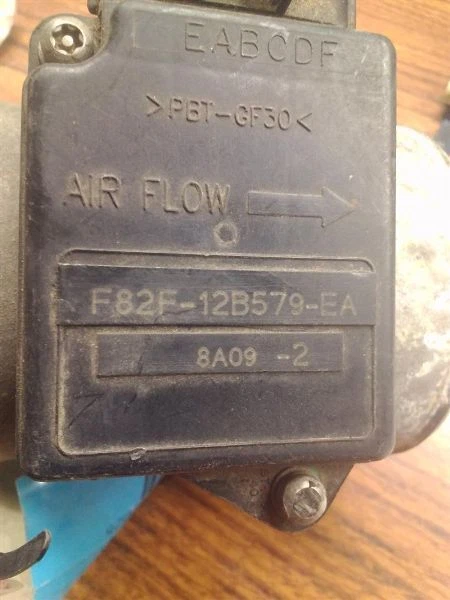 EABCDF
>PBT-GF30<
AIR FLOW
F82F-12B579-EA
8A09 -2